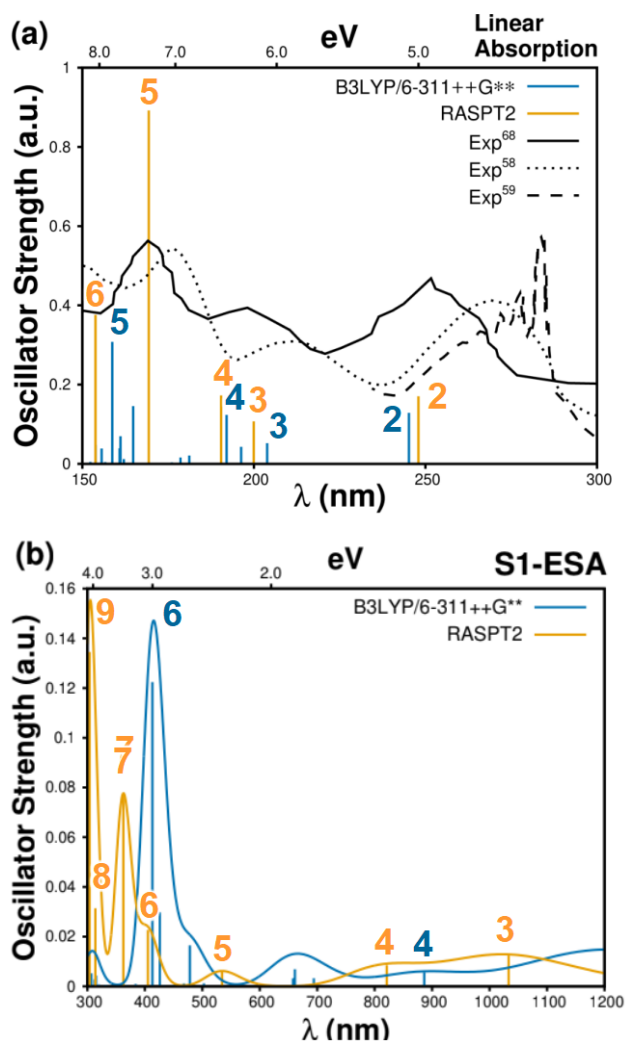 (a)
eV
Linear
Absorption
8.0 7.0 6.0 5.0
Oscillator Strength (a.u.)
1
0.8
0.6
0.4
0.2
0
B3LYP/6-311++G**
RASPT2
Exp68
Exp58
Exp59
5
6
5
4
4
3
3
2
2
150 200 250 300
λ (nm)
(b)
eV
S1-ESA
4.0 3.0 2.0
Oscillator Strength (a.u.)
0.16
0.14
0.12
0.1
0.08
0.06
0.04
0.02
0
B3LYP/6-311++G**
RASPT2
9
6
7
7
8
6
5
4
4
3
300 400 500 600 700 800 900 1000 1100 1200
λ (nm)